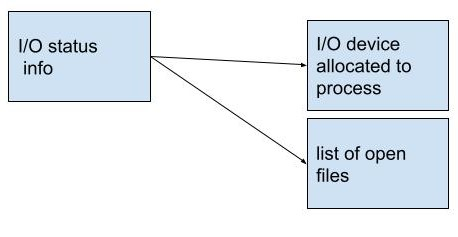 I/O status
info
I/O device
allocated to
process
list of open
files